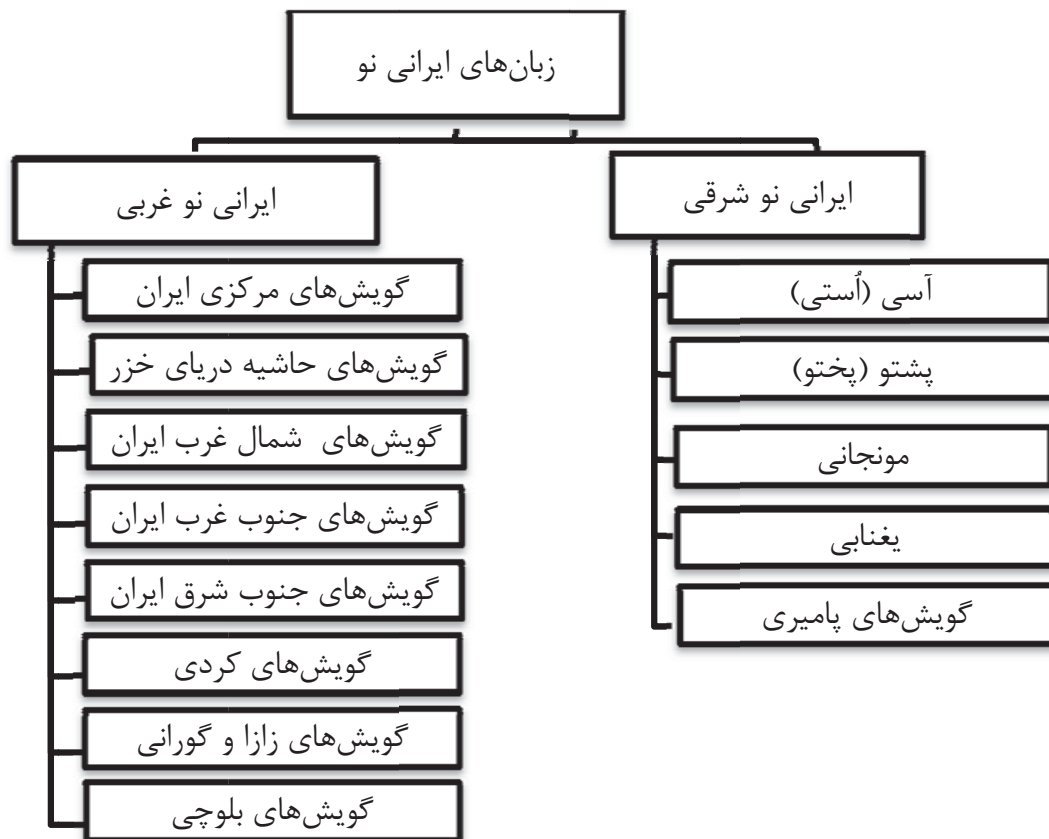 زبان‌های ایرانی نو
ایرانی نو شرقی
آسی (اُستی)
پشتو (پختو)
مونجانی
یغنابی
گویش‌های پامیری
ایرانی نو غربی
گویش‌های مرکزی ایران
گویش‌های حاشیه دریای خزر
گویش‌های شمال غرب ایران
گویش‌های جنوب غرب ایران
گویش‌های جنوب شرق ایران
گویش‌های کردی
گویش‌های زازا و گورانی
گویش‌های بلوچی